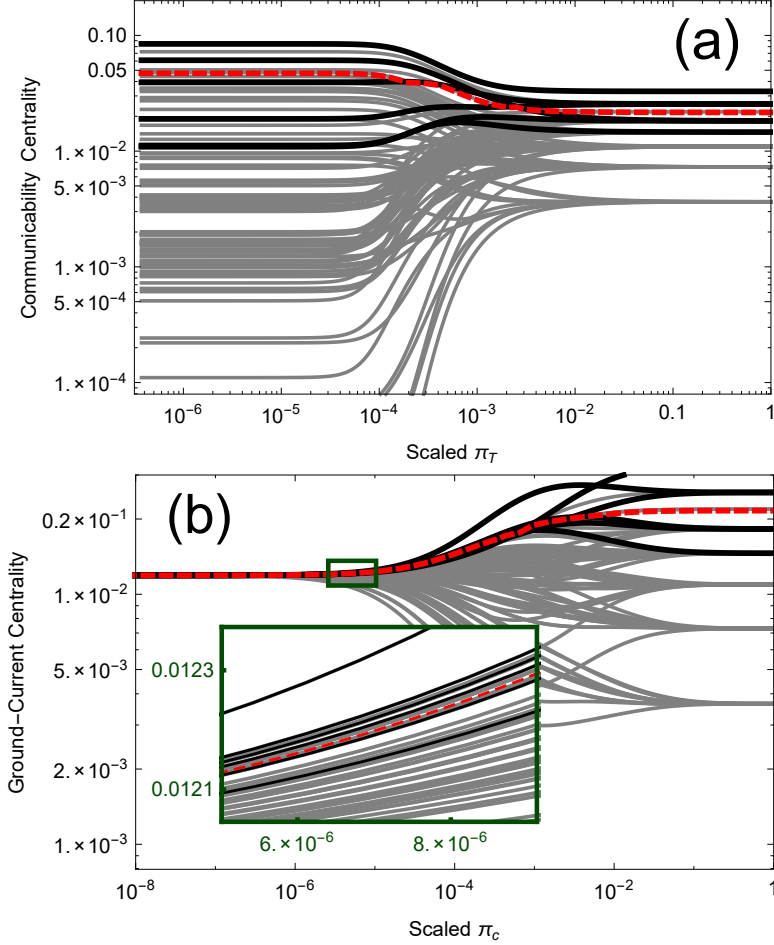 (a)
Communicability Centrality
0.10
0.05
1.×10⁻²
5.×10⁻³
1.×10⁻³
5.×10⁻⁴
1.×10⁻⁴
10⁻⁶ 10⁻⁵ 10⁻⁴ 10⁻³ 10⁻² 0.1 1
Scaled π_T
(b)
Ground−Current Centrality
0.2×10⁻¹
1.×10⁻²
5.×10⁻³
2.×10⁻³
1.×10⁻³
0.0123
0.0121
6.×10⁻⁶ 8.×10⁻⁶
10⁻⁸ 10⁻⁶ 10⁻⁴ 10⁻² 1
Scaled π_c